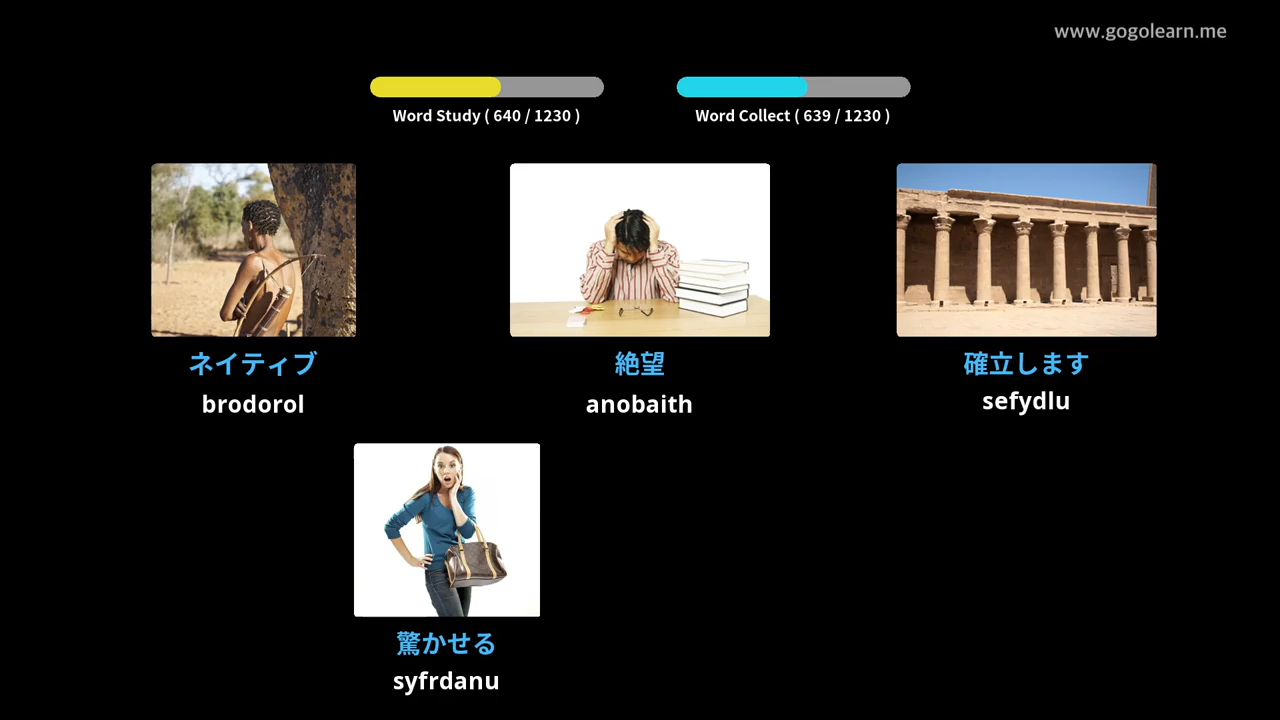 www.gogolearn.me
Word Study ( 640 / 1230 )
Word Collect ( 639 / 1230 )
ネイティブ
brodorol
絶望
anobaith
確立します
sefydlu
驚かせる
syfrdanu